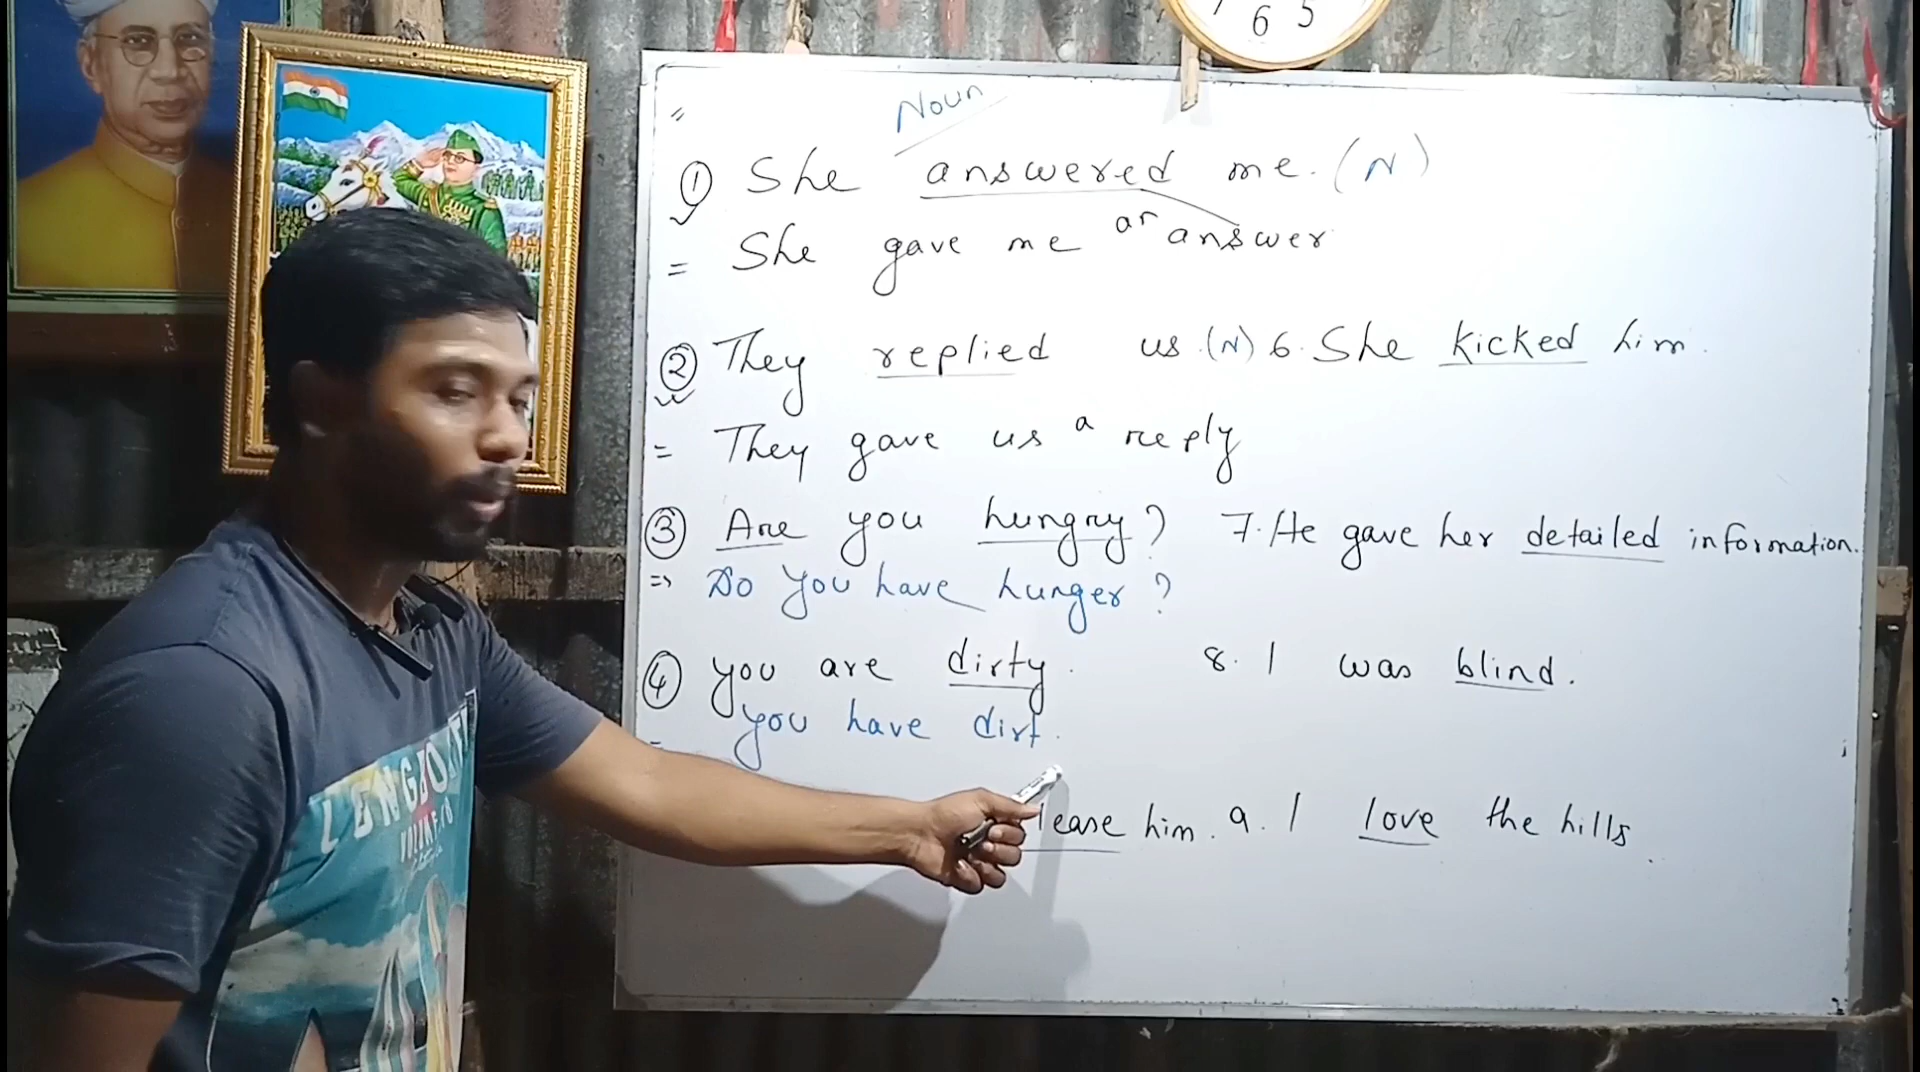 Noun
① She answered me. (N)
= She gave me an answer
② They replied us. (N) 6. She kicked him.
= They gave us a reply
③ Are you hungry? 7. He gave her detailed information.
=> Do you have hunger?
④ you are dirty. 8. I was blind.
= you have dirt.
lease him. 9. I love the hills.
7 6 5